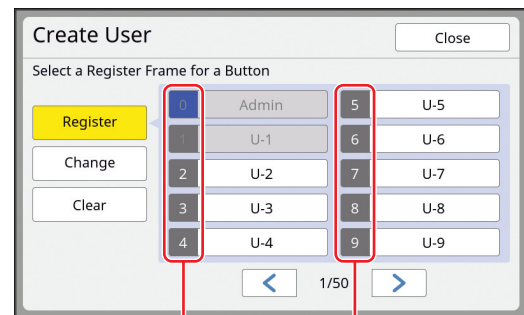 Create User
Close
Select a Register Frame for a Button
Register
Change
Clear
0 Admin
1 U-1
2 U-2
3 U-3
4 U-4
5 U-5
6 U-6
7 U-7
8 U-8
9 U-9
< 1/50 >